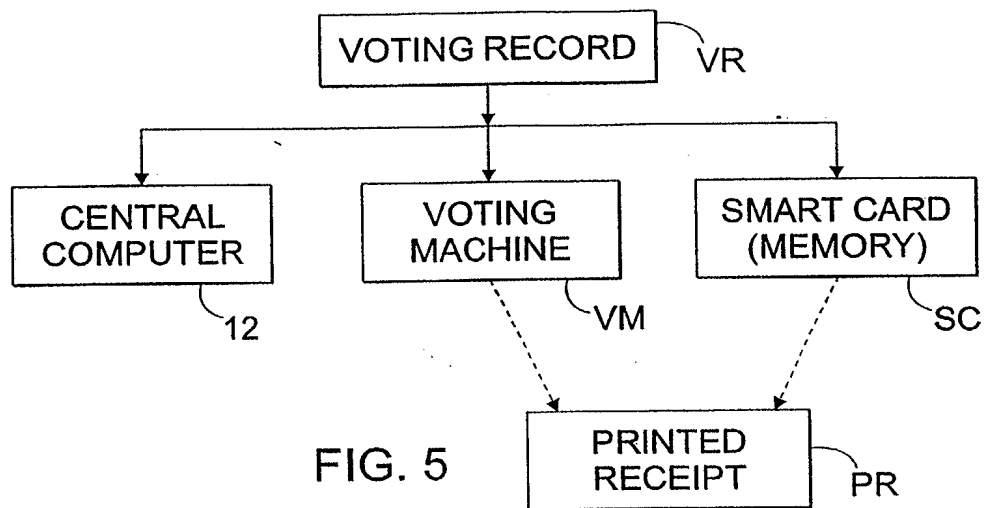 VOTING RECORD
VR
CENTRAL
COMPUTER
12
VOTING
MACHINE
VM
SMART CARD
(MEMORY)
SC
PRINTED
RECEIPT
PR
FIG. 5